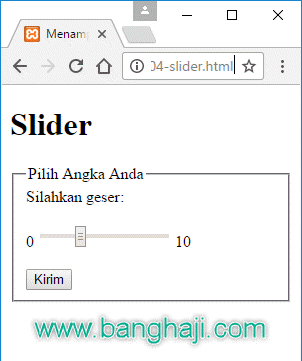 Menamp
04-slider.html
Slider
Pilih Angka Anda
Silahkan geser:
0 10
Kirim
www.banghaji.com